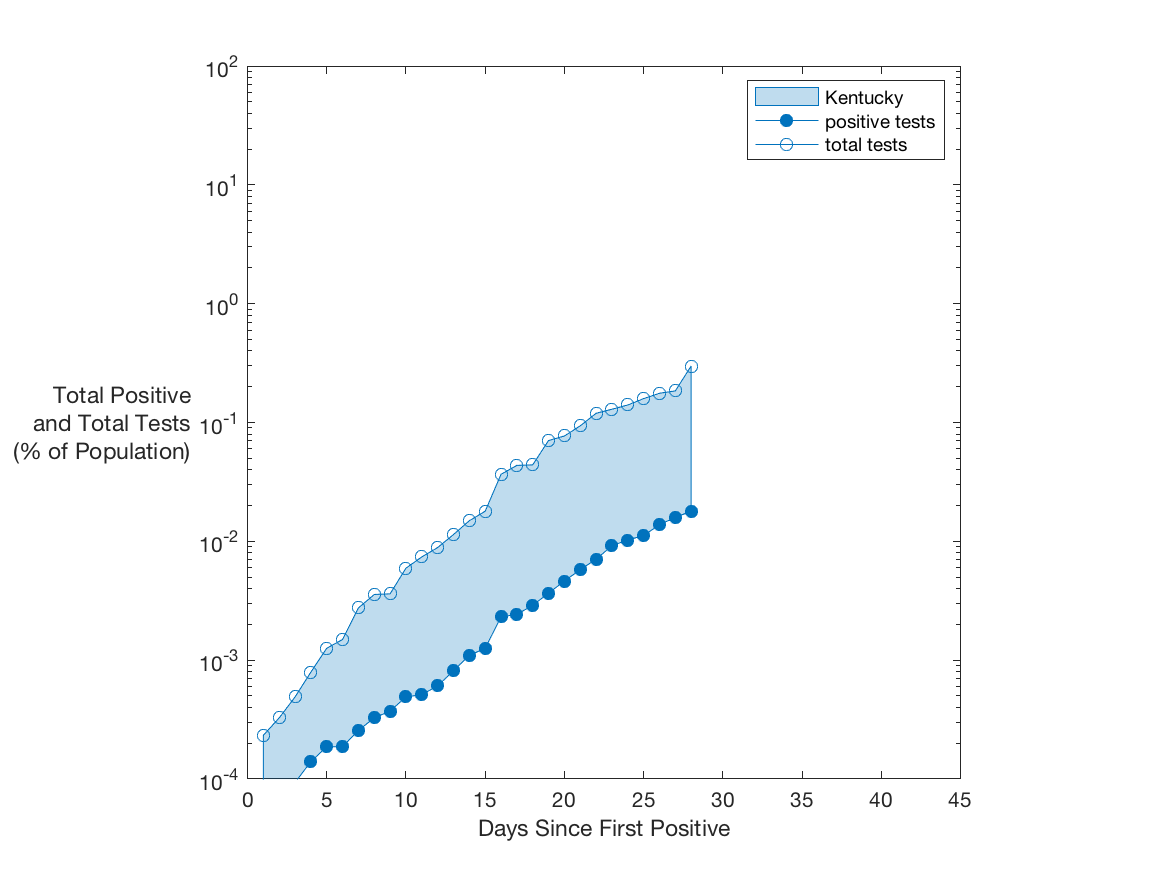 10^2
10^1
10^0
10^-1
10^-2
10^-3
10^-4
Total Positive
and Total Tests
(% of Population)
Kentucky
positive tests
total tests
0 5 10 15 20 25 30 35 40 45
Days Since First Positive